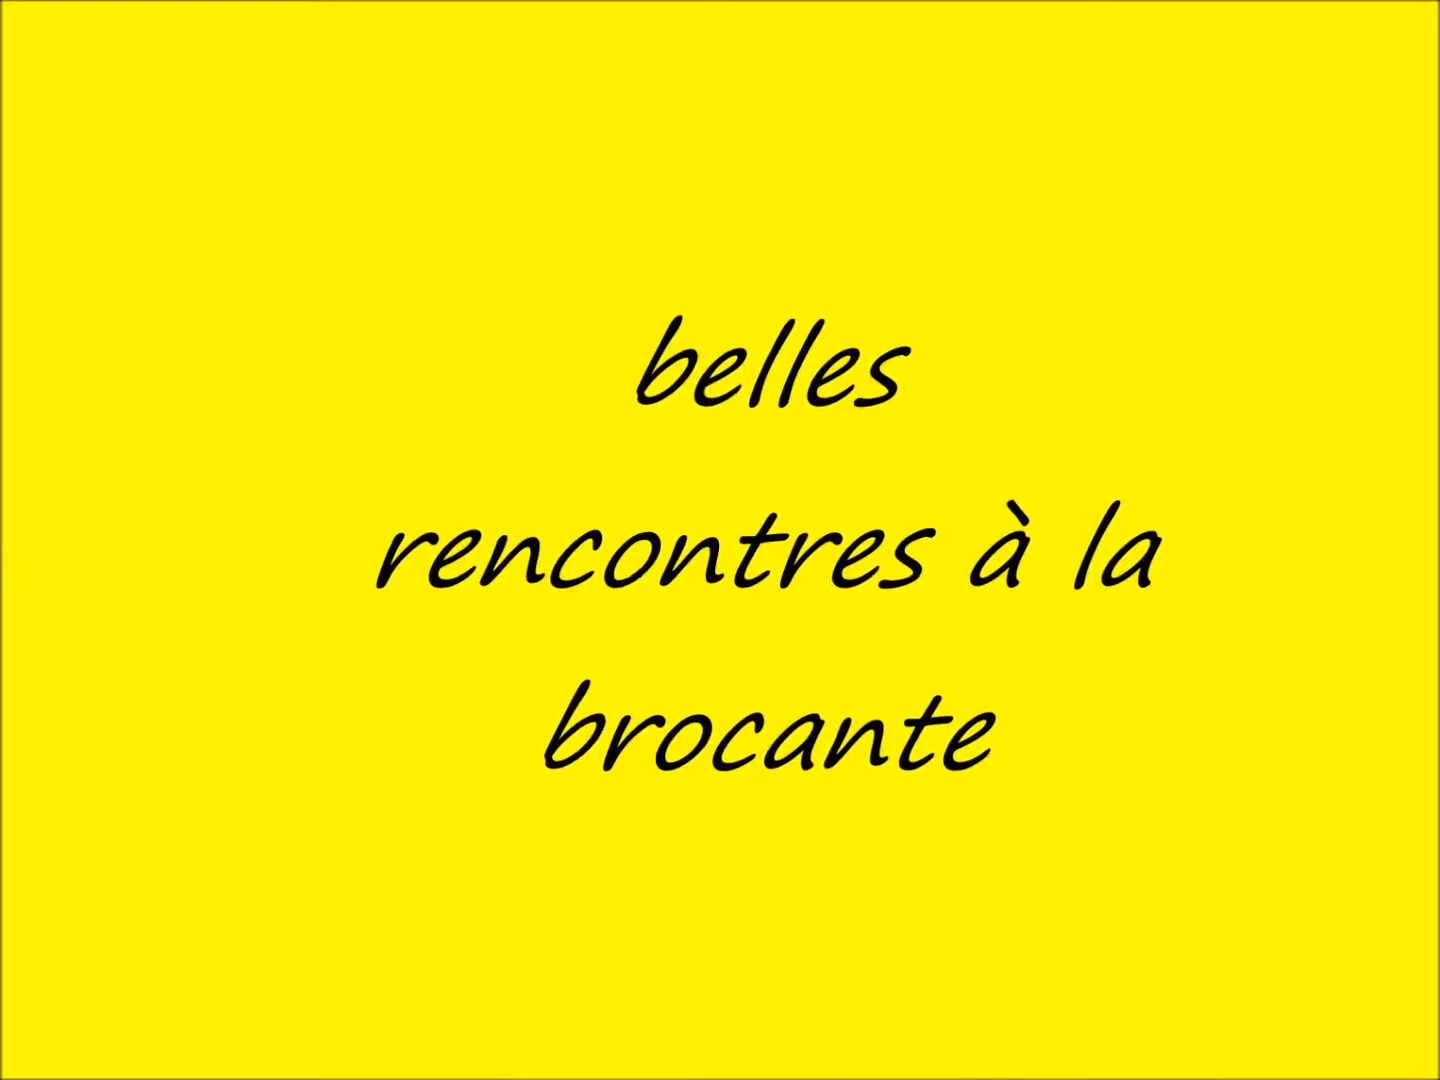 belles
rencontres à la
brocante